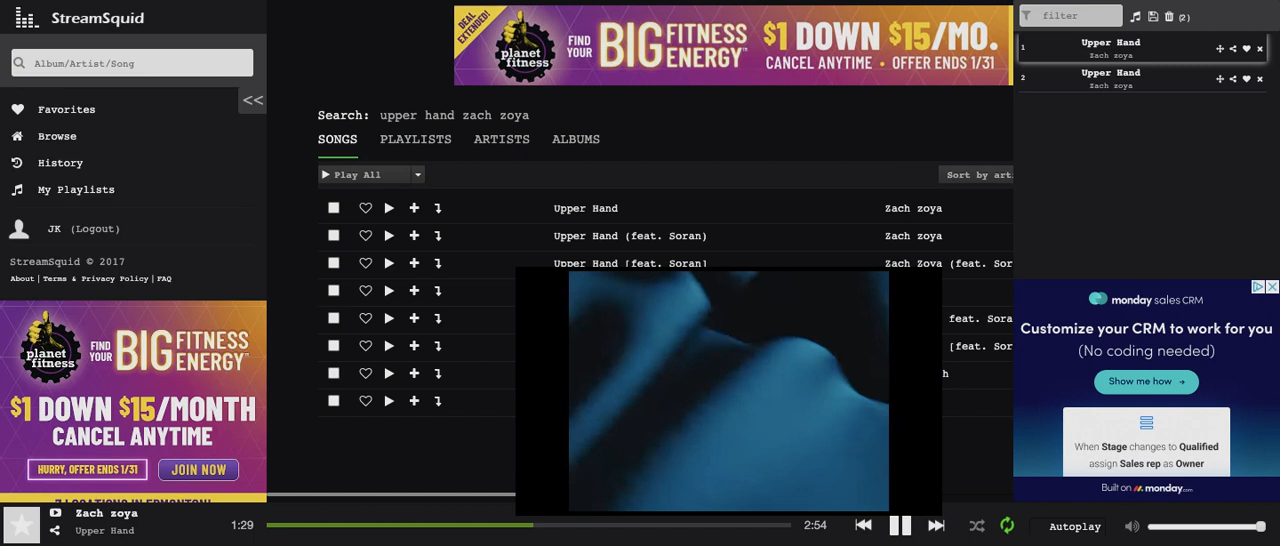 StreamSquid
Album/Artist/Song
<<
Favorites
Browse
History
My Playlists
JK (Logout)
StreamSquid © 2017
About | Terms & Privacy Policy | FAQ
planet fitness
FIND YOUR BIG FITNESS ENERGY™
$1 DOWN $15/MONTH
CANCEL ANYTIME
HURRY, OFFER ENDS 1/31
JOIN NOW
7 LOCATIONS IN EDMONTON!
DEAL EXTENDED!
planet fitness
FIND YOUR BIG FITNESS ENERGY™
$1 DOWN $15/MO.
CANCEL ANYTIME • OFFER ENDS 1/31
Search: upper hand zach zoya
SONGS PLAYLISTS ARTISTS ALBUMS
Play All
Sort by arti
Upper Hand Zach zoya
Upper Hand (feat. Soran) Zach zoya
Upper Hand [feat. Soran] Zach Zoya (feat. Sor
feat. Sora
[feat. Sor
h
filter
(2)
1 Upper Hand
Zach zoya
2 Upper Hand
Zach zoya
monday sales CRM
Customize your CRM to work for you
(No coding needed)
Show me how →
When Stage changes to Qualified
assign Sales rep as Owner
Built on monday.com
Zach zoya
Upper Hand
1:29
2:54
Autoplay